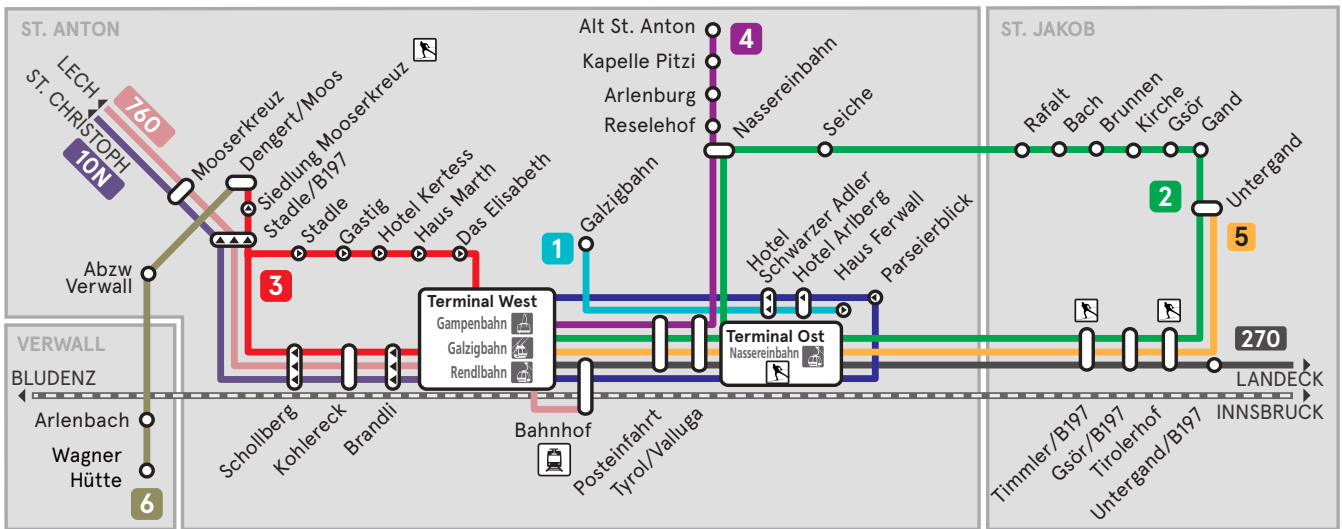 ST. ANTON
ST. JAKOB
VERWALL
LECH
ST. CHRISTOPH
760
10N
Mooserkreuz
Dengert/Moos
Siedlung Mooserkreuz
Stadle/B197
Stadle
Gastig
Hotel Kertess
Haus Marth
Das Elisabeth
3
Abzw
Verwall
Arlenbach
Wagner
Hütte
6
BLUDENZ
Schollberg
Kohlereck
Brandli
Terminal West
Gampenbahn
Galzigbahn
Rendlbahn
Bahnhof
Posteinfahrt
Tyrol/Valluga
1
Galzigbahn
Alt St. Anton
Kapelle Pitzi
Arlenburg
Reselehof
4
Nassereinbahn
Seiche
Hotel
Schwarzer Adler
Hotel Arlberg
Haus Ferwall
Parseierblick
Terminal Ost
Nassereinbahn
Rafalt
Bach
Brunnen
Kirche
Gsör
Gand
Untergand
2
5
270
LANDECK
INNSBRUCK
Timmler/B197
Gsör/B197
Tirolerhof
Untergand/B197